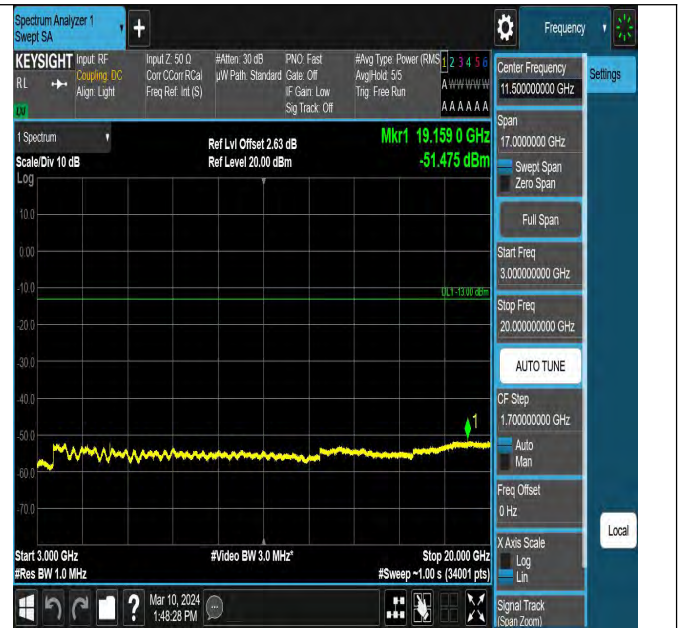 Spectrum Analyzer 1
Swept SA
+
Frequency
KEYSIGHT
RL
Input: RF
Coupling: DC
Align: Light
Input Z: 50 Ω
Corr CCorr RCal
Freq Ref: Int (S)
#Atten: 30 dB
µW Path: Standard
PNO: Fast
Gate: Off
IF Gain: Low
Sig Track: Off
#Avg Type: Power (RMS
Avg|Hold: 5/5
Trig: Free Run
1 2 3 4 5 6
A W W W W W
A A A A A A
1 Spectrum
Scale/Div 10 dB
Log
Ref Lvl Offset 2.63 dB
Ref Level 20.00 dBm
Mkr1 19.159 0 GHz
-51.475 dBm
10.0
0.00
-10.0
-20.0
-30.0
-40.0
-50.0
-60.0
-70.0
DL1 -13.00 dBm
1
Start 3.000 GHz
#Res BW 1.0 MHz
#Video BW 3.0 MHz*
Stop 20.000 GHz
#Sweep ~1.00 s (34001 pts)
Mar 10, 2024
1:48:28 PM
Center Frequency
11.500000000 GHz
Settings
Span
17.0000000 GHz
Swept Span
Zero Span
Full Span
Start Freq
3.000000000 GHz
Stop Freq
20.000000000 GHz
AUTO TUNE
CF Step
1.700000000 GHz
Auto
Man
Freq Offset
0 Hz
X Axis Scale
Log
Lin
Local
Signal Track
(Span Zoom)